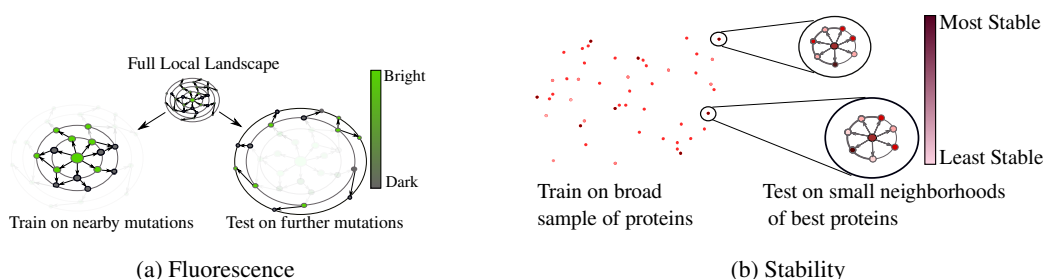 Full Local Landscape
Bright
Dark
Train on nearby mutations
Test on further mutations
(a) Fluorescence
Most Stable
Least Stable
Train on broad
sample of proteins
Test on small neighborhoods
of best proteins
(b) Stability